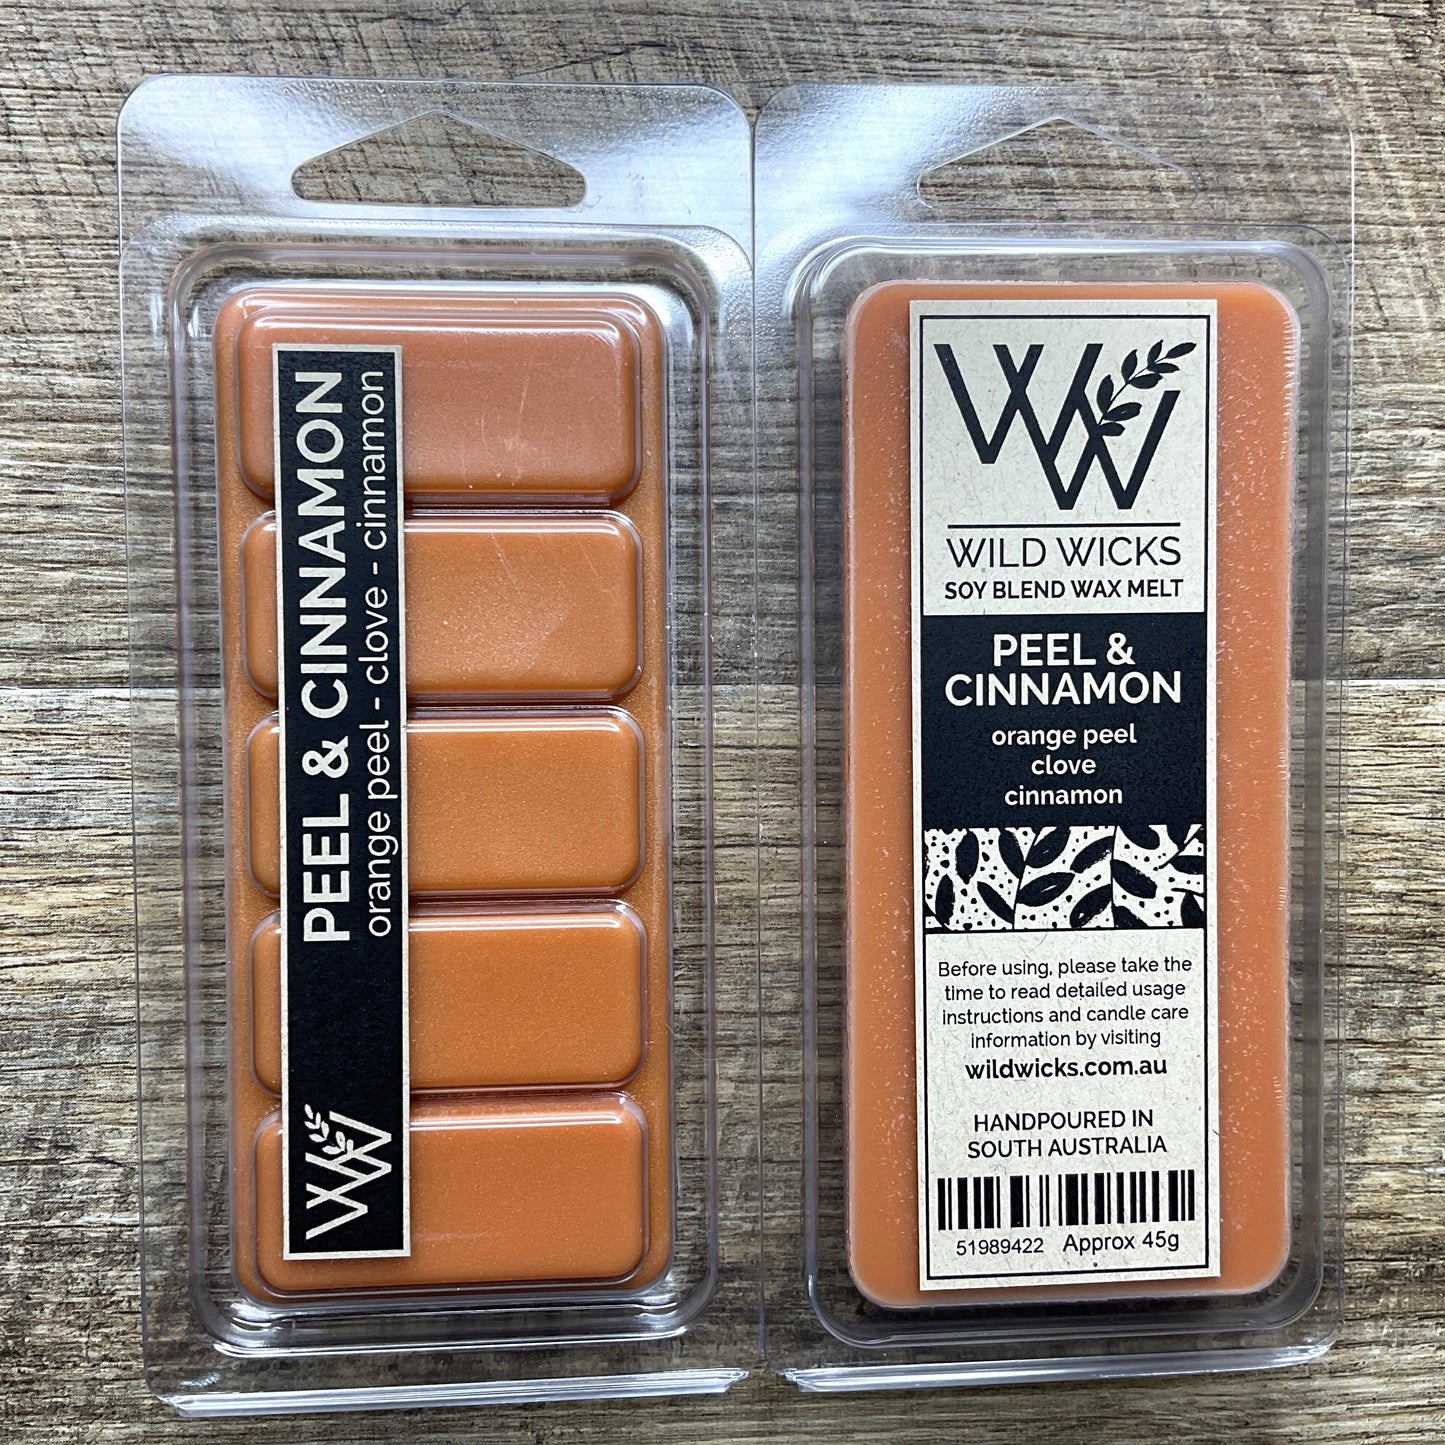 PEEL & CINNAMON
orange peel - clove - cinnamon
WW
WW
WILD WICKS
SOY BLEND WAX MELT
PEEL &
CINNAMON
orange peel
clove
cinnamon
Before using, please take the
time to read detailed usage
instructions and candle care
information by visiting
wildwicks.com.au
HANDPOURED IN
SOUTH AUSTRALIA
51989422 Approx 45g